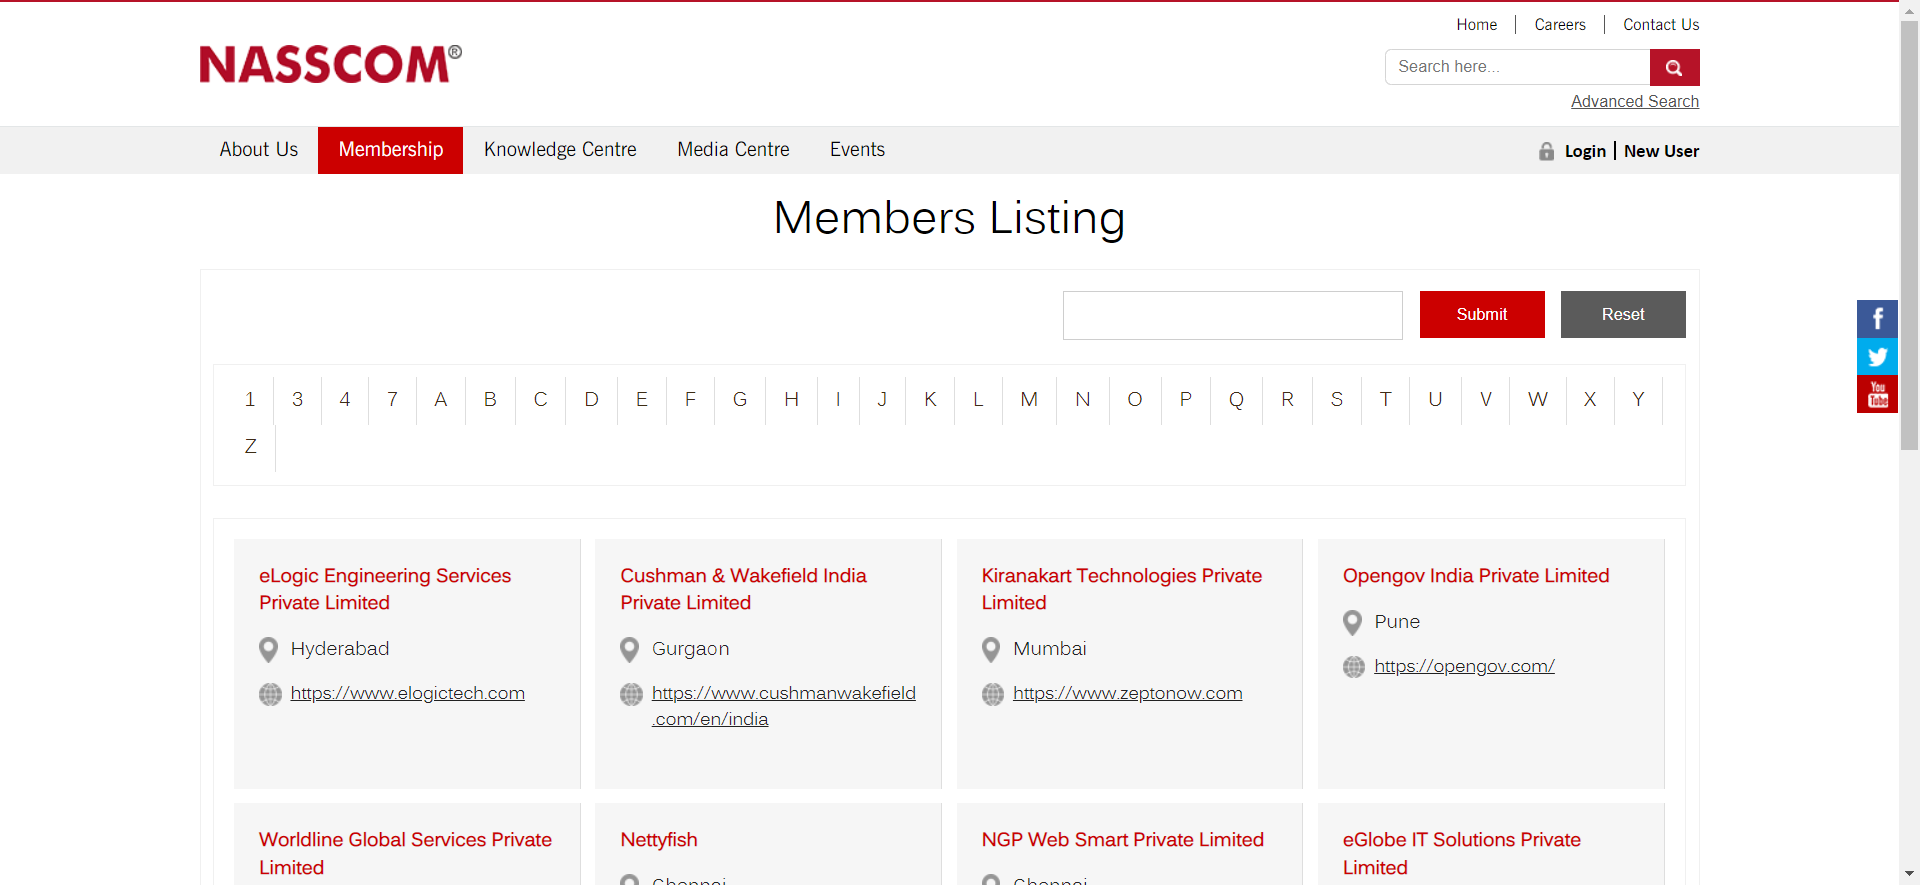 Home Careers Contact Us
NASSCOM®
Search here...
Advanced Search
About Us Membership Knowledge Centre Media Centre Events Login New User
Members Listing
Submit Reset
1 3 4 7 A B C D E F G H I J K L M N O P Q R S T U V W X Y
Z
eLogic Engineering Services
Private Limited
Hyderabad
https://www.elogictech.com
Cushman & Wakefield India
Private Limited
Gurgaon
https://www.cushmanwakefield
.com/en/india
Kiranakart Technologies Private
Limited
Mumbai
https://www.zeptonow.com
Opengov India Private Limited
Pune
https://opengov.com/
Worldline Global Services Private
Limited
Nettyfish
Chennai
NGP Web Smart Private Limited
Chennai
eGlobe IT Solutions Private
Limited
f
You
Tube